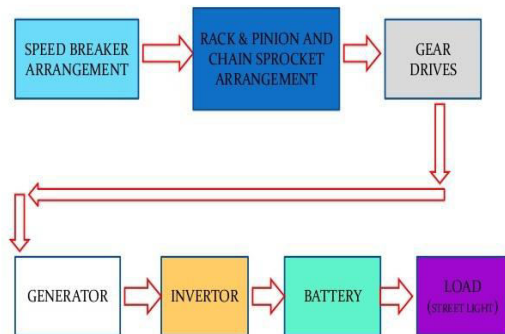 SPEED BREAKER
ARRANGEMENT
RACK & PINION AND
CHAIN SPROCKET
ARRANGEMENT
GEAR
DRIVES
GENERATOR
INVERTOR
BATTERY
LOAD
(STREET LIGHT)